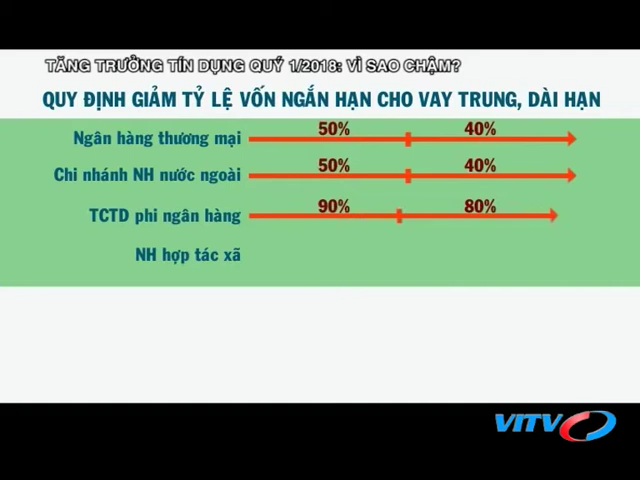 TĂNG TRƯỞNG TÍN DỤNG QUÝ 1/2018: VÌ SAO CHẬM?
QUY ĐỊNH GIẢM TỶ LỆ VỐN NGẮN HẠN CHO VAY TRUNG, DÀI HẠN
Ngân hàng thương mại 50% 40%
Chi nhánh NH nước ngoài 50% 40%
TCTD phi ngân hàng 90% 80%
NH hợp tác xã
VITV